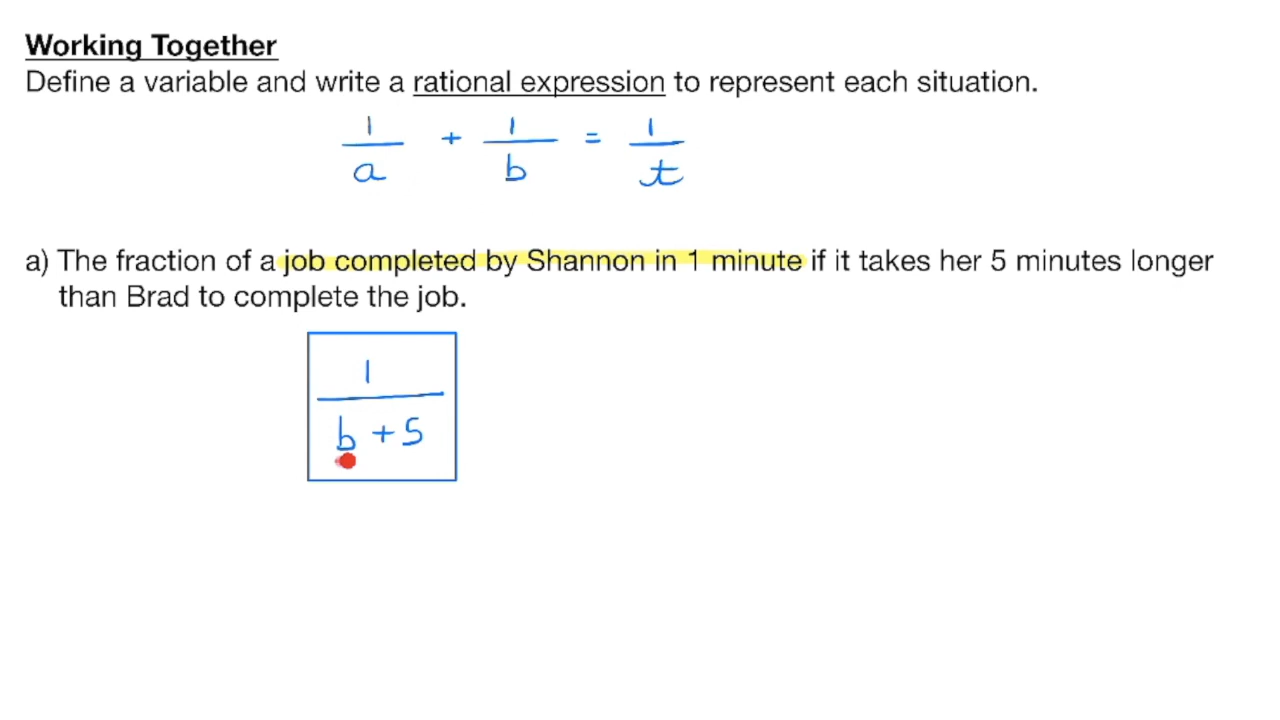 Working Together
Define a variable and write a rational expression to represent each situation.
1/a + 1/b = 1/t
a) The fraction of a job completed by Shannon in 1 minute if it takes her 5 minutes longer
than Brad to complete the job.
1
b + 5